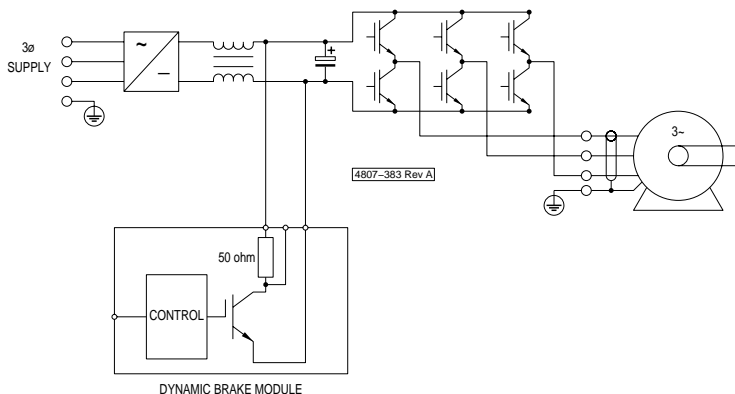 3ø
SUPPLY
~
–
+
3~
4807–383 Rev A
50 ohm
CONTROL
DYNAMIC BRAKE MODULE